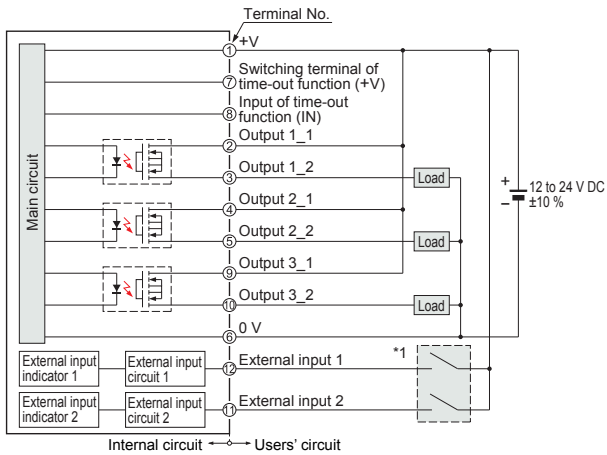 Terminal No.
① +V
⑦ Switching terminal of
time-out function (+V)
⑧ Input of time-out
function (IN)
② Output 1_1
③ Output 1_2
Load
④ Output 2_1
⑤ Output 2_2
Load
⑨ Output 3_1
⑩ Output 3_2
Load
⑥ 0 V
Main circuit
+
−
12 to 24 V DC
±10 %
*1
External input
indicator 1
External input
circuit 1
⑫ External input 1
External input
indicator 2
External input
circuit 2
⑪ External input 2
Internal circuit
Users’ circuit